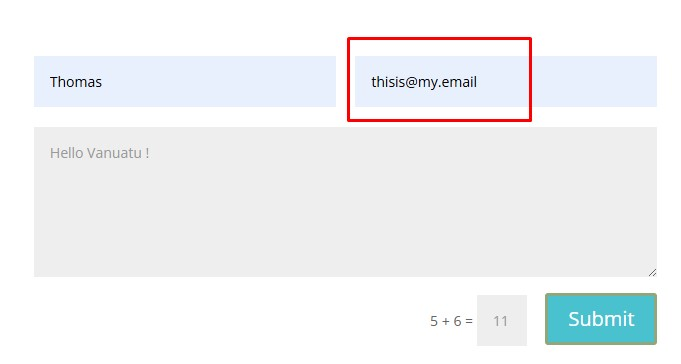 Thomas
thisis@my.email
Hello Vanuatu !
5 + 6 = 11
Submit